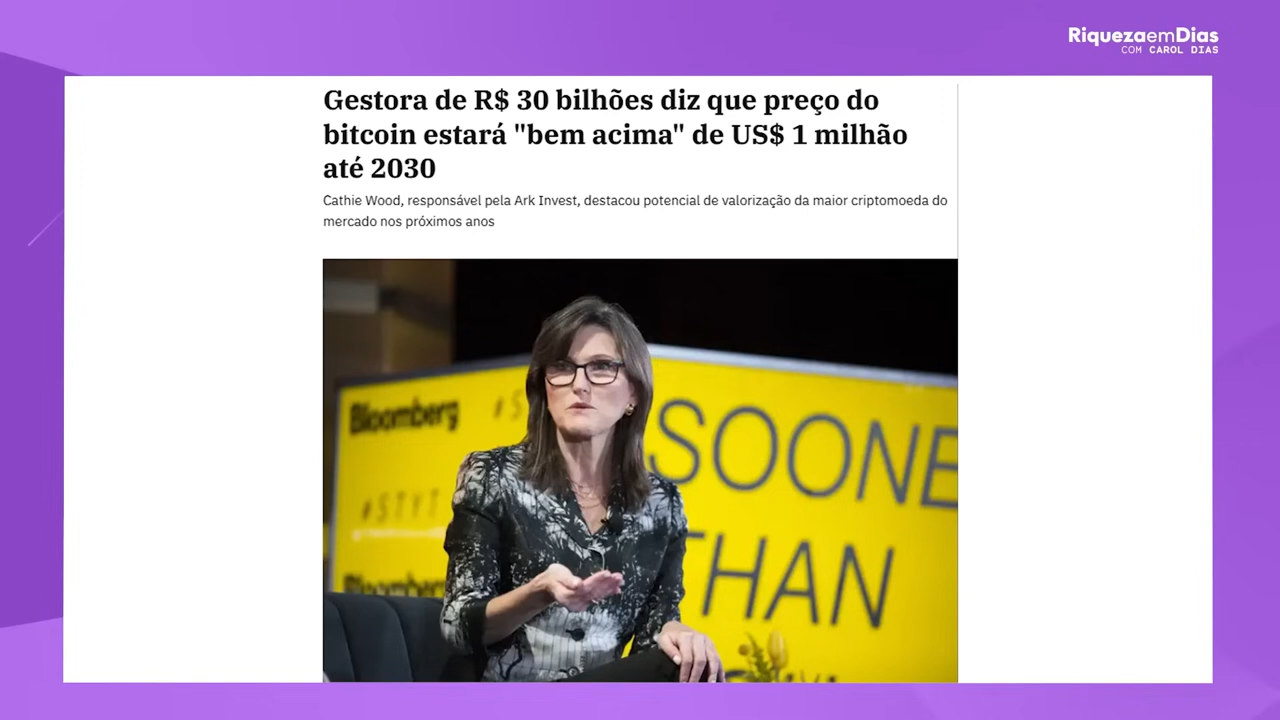 RiquezaemDias
COM CAROL DIAS
Gestora de R$ 30 bilhões diz que preço do
bitcoin estará "bem acima" de US$ 1 milhão
até 2030
Cathie Wood, responsável pela Ark Invest, destacou potencial de valorização da maior criptomoeda do
mercado nos próximos anos
Bloomberg
#S
SOONE
#STYT
THAN
Bloomberg